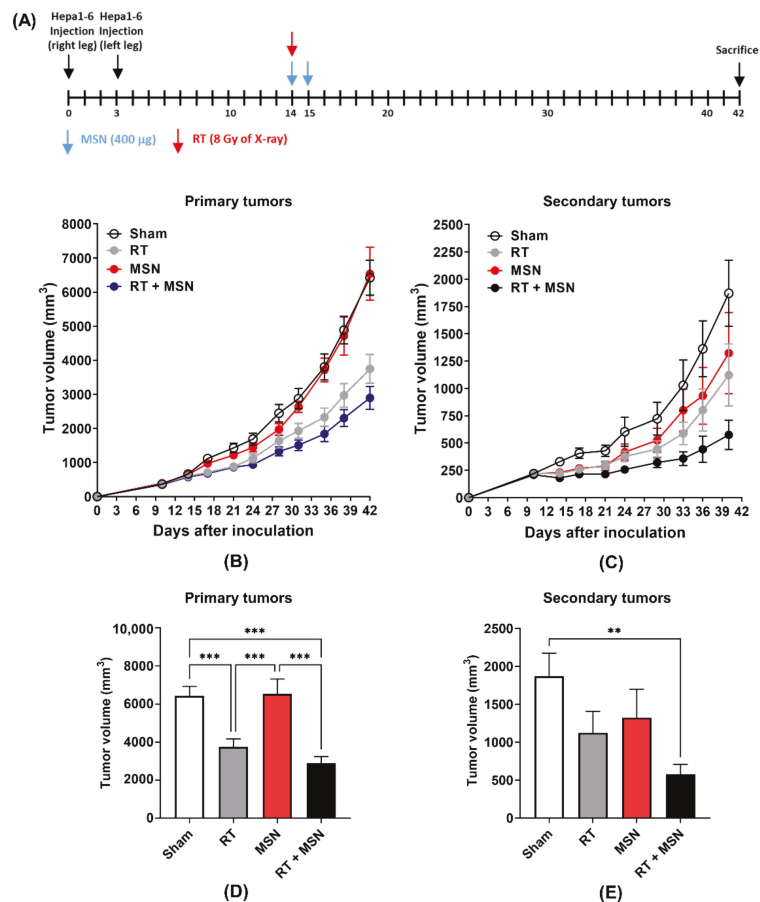 (A)
Hepa1-6 Injection (right leg)
Hepa1-6 Injection (left leg)
Sacrifice
0 3 10 14 15 20 30 40 42
MSN (400 µg) RT (8 Gy of X-ray)
Primary tumors
Tumor volume (mm³)
8000
7000
6000
5000
4000
3000
2000
1000
0
Sham
RT
MSN
RT + MSN
0 3 6 9 12 15 18 21 24 27 30 33 36 39 42
Days after inoculation
(B)
Secondary tumors
Tumor volume (mm³)
2500
2250
2000
1750
1500
1250
1000
750
500
250
0
Sham
RT
MSN
RT + MSN
0 3 6 9 12 15 18 21 24 27 30 33 36 39 42
Days after inoculation
(C)
Primary tumors
Tumor volume (mm³)
10,000
8000
6000
4000
2000
0
***
*** *** ***
Sham RT MSN RT + MSN
(D)
Secondary tumors
Tumor volume (mm³)
2500
2000
1500
1000
500
0
**
Sham RT MSN RT + MSN
(E)